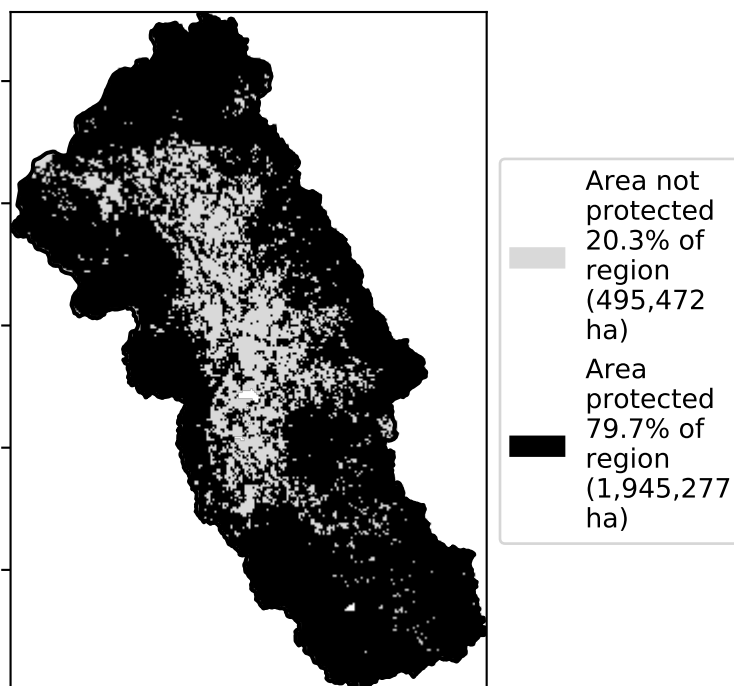 Area not
protected
20.3% of
region
(495,472
ha)
Area
protected
79.7% of
region
(1,945,277
ha)